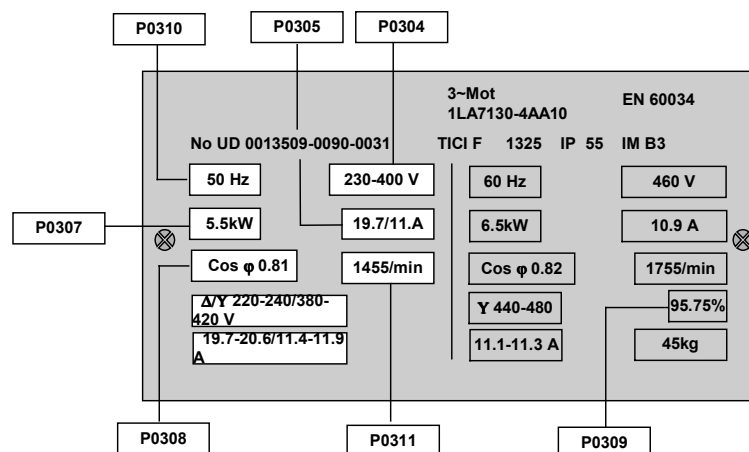 P0310
P0305
P0304
3~Mot
1LA7130-4AA10
EN 60034
No UD 0013509-0090-0031
TICI F 1325 IP 55 IM B3
50 Hz
230-400 V
60 Hz
460 V
P0307
5.5kW
19.7/11.A
6.5kW
10.9 A
Cos φ 0.81
1455/min
Cos φ 0.82
1755/min
Δ/Y 220-240/380-
420 V
Y 440-480
95.75%
19.7-20.6/11.4-11.9
A
11.1-11.3 A
45kg
P0308
P0311
P0309